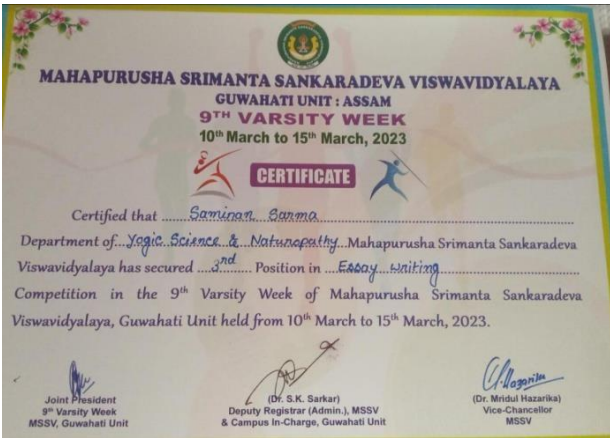 MAHAPURUSHA SRIMANTA SANKARADEVA VISWAVIDYALAYA
GUWAHATI UNIT : ASSAM
9TH VARSITY WEEK
10th March to 15th March, 2023
CERTIFICATE
Certified that Saminan Sarma
Department of Yogic Science & Naturopathy Mahapurusha Srimanta Sankaradeva
Viswavidyalaya has secured 3rd Position in Essay writing
Competition in the 9th Varsity Week of Mahapurusha Srimanta Sankaradeva
Viswavidyalaya, Guwahati Unit held from 10th March to 15th March, 2023.
Joint President
9th Varsity Week
MSSV, Guwahati Unit
(Dr. S.K. Sarkar)
Deputy Registrar (Admin.), MSSV
& Campus In-Charge, Guwahati Unit
(Dr. Mridul Hazarika)
Vice-Chancellor
MSSV